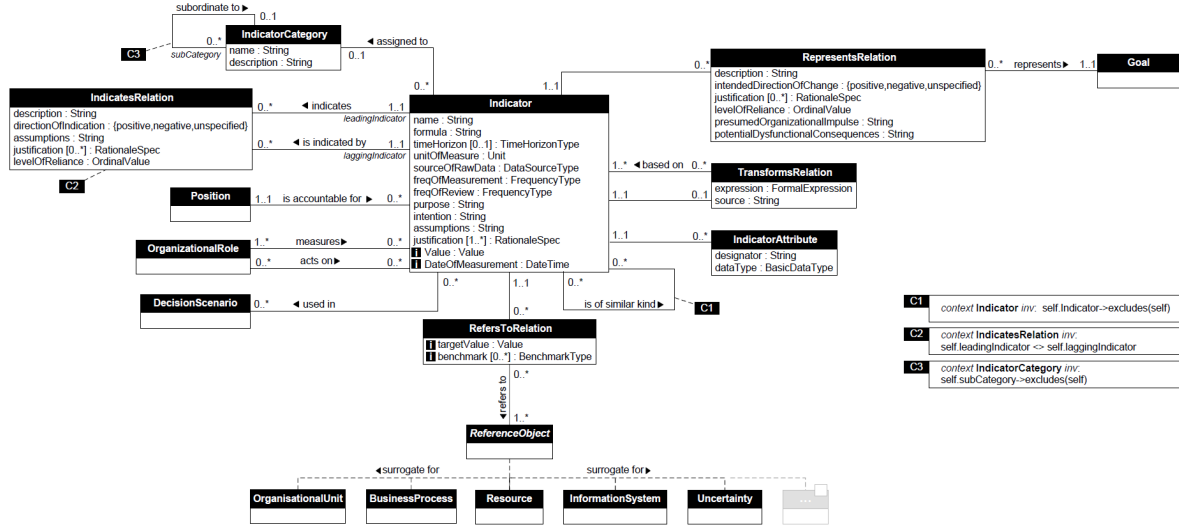 subordinate to ►
0..1
C3
0..*
subCategory
IndicatorCategory
name : String
description : String
◄ assigned to
0..1
0..*
IndicatesRelation
description : String
directionOfIndication : {positive,negative,unspecified}
assumptions : String
justification [0..*] : RationaleSpec
levelOfReliance : OrdinalValue
C2
0..*
◄ indicates
1..1
leadingIndicator
0..*
◄ is indicated by
1..1
laggingIndicator
Indicator
name : String
formula : String
timeHorizon [0..1] : TimeHorizonType
unitOfMeasure : Unit
sourceOfRawData : DataSourceType
freqOfMeasurement : FrequencyType
freqOfReview : FrequencyType
purpose : String
intention : String
assumptions : String
justification [1..*] : RationaleSpec
i Value : Value
i DateOfMeasurement : DateTime
1..1
0..*
RepresentsRelation
description : String
intendedDirectionOfChange : {positive,negative,unspecified}
justification [0..*] : RationaleSpec
levelOfReliance : OrdinalValue
presumedOrganizationalImpulse : String
potentialDysfunctionalConsequences : String
0..*
represents►
1..1
Goal
1..*
◄ based on
0..*
1..1
0..1
TransformsRelation
expression : FormalExpression
source : String
Position
1..1
is accountable for ►
0..*
OrganizationalRole
1..*
measures►
0..*
0..*
acts on►
0..*
1..1
0..*
IndicatorAttribute
designator : String
dataType : BasicDataType
DecisionScenario
0..*
◄ used in
0..*
1..1
0..*
0..*
0..*
is of similar kind►
C1
RefersToRelation
i targetValue : Value
i benchmark [0..*] : BenchmarkType
0..*
◄ refers to
1..*
ReferenceObject
C1
context Indicator inv: self.Indicator->excludes(self)
C2
context IndicatesRelation inv:
self.leadingIndicator <> self.laggingIndicator
C3
context IndicatorCategory inv:
self.subCategory->excludes(self)
◄surrogate for
surrogate for►
OrganisationalUnit
BusinessProcess
Resource
InformationSystem
Uncertainty
...